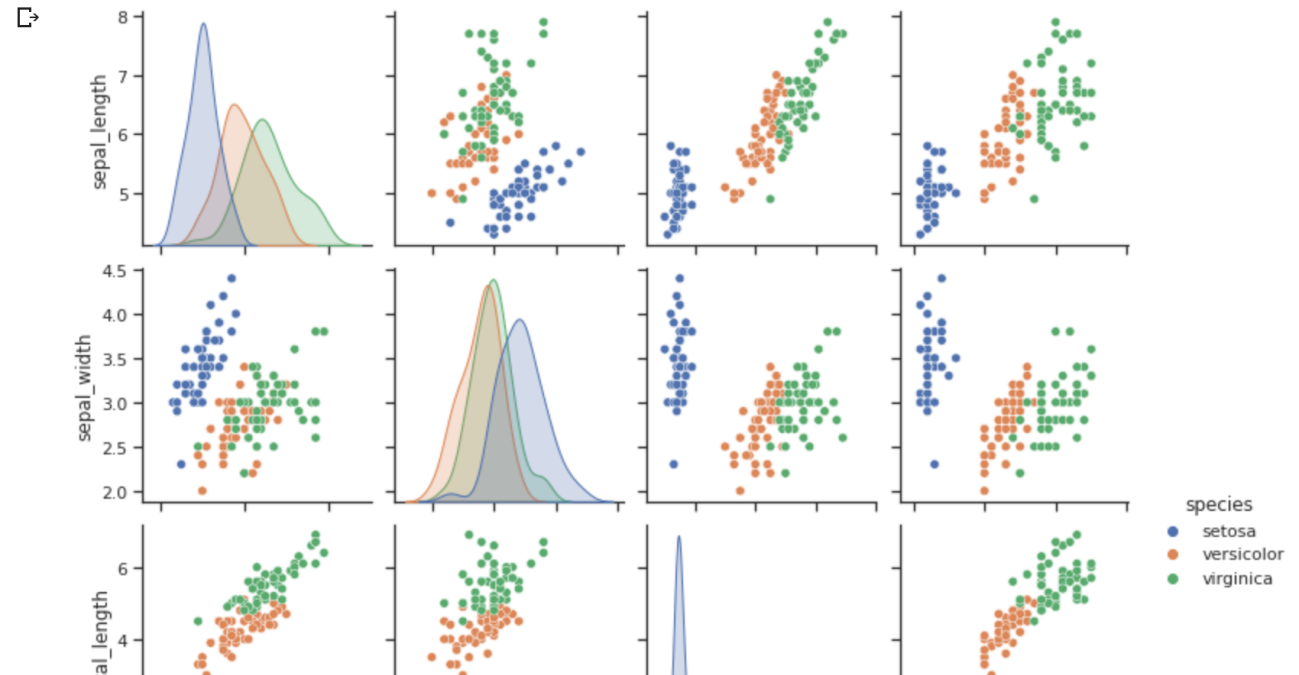 8
7
6
5
sepal_length
4.5
4.0
3.5
3.0
2.5
2.0
sepal_width
6
4
al_length
species
setosa
versicolor
virginica